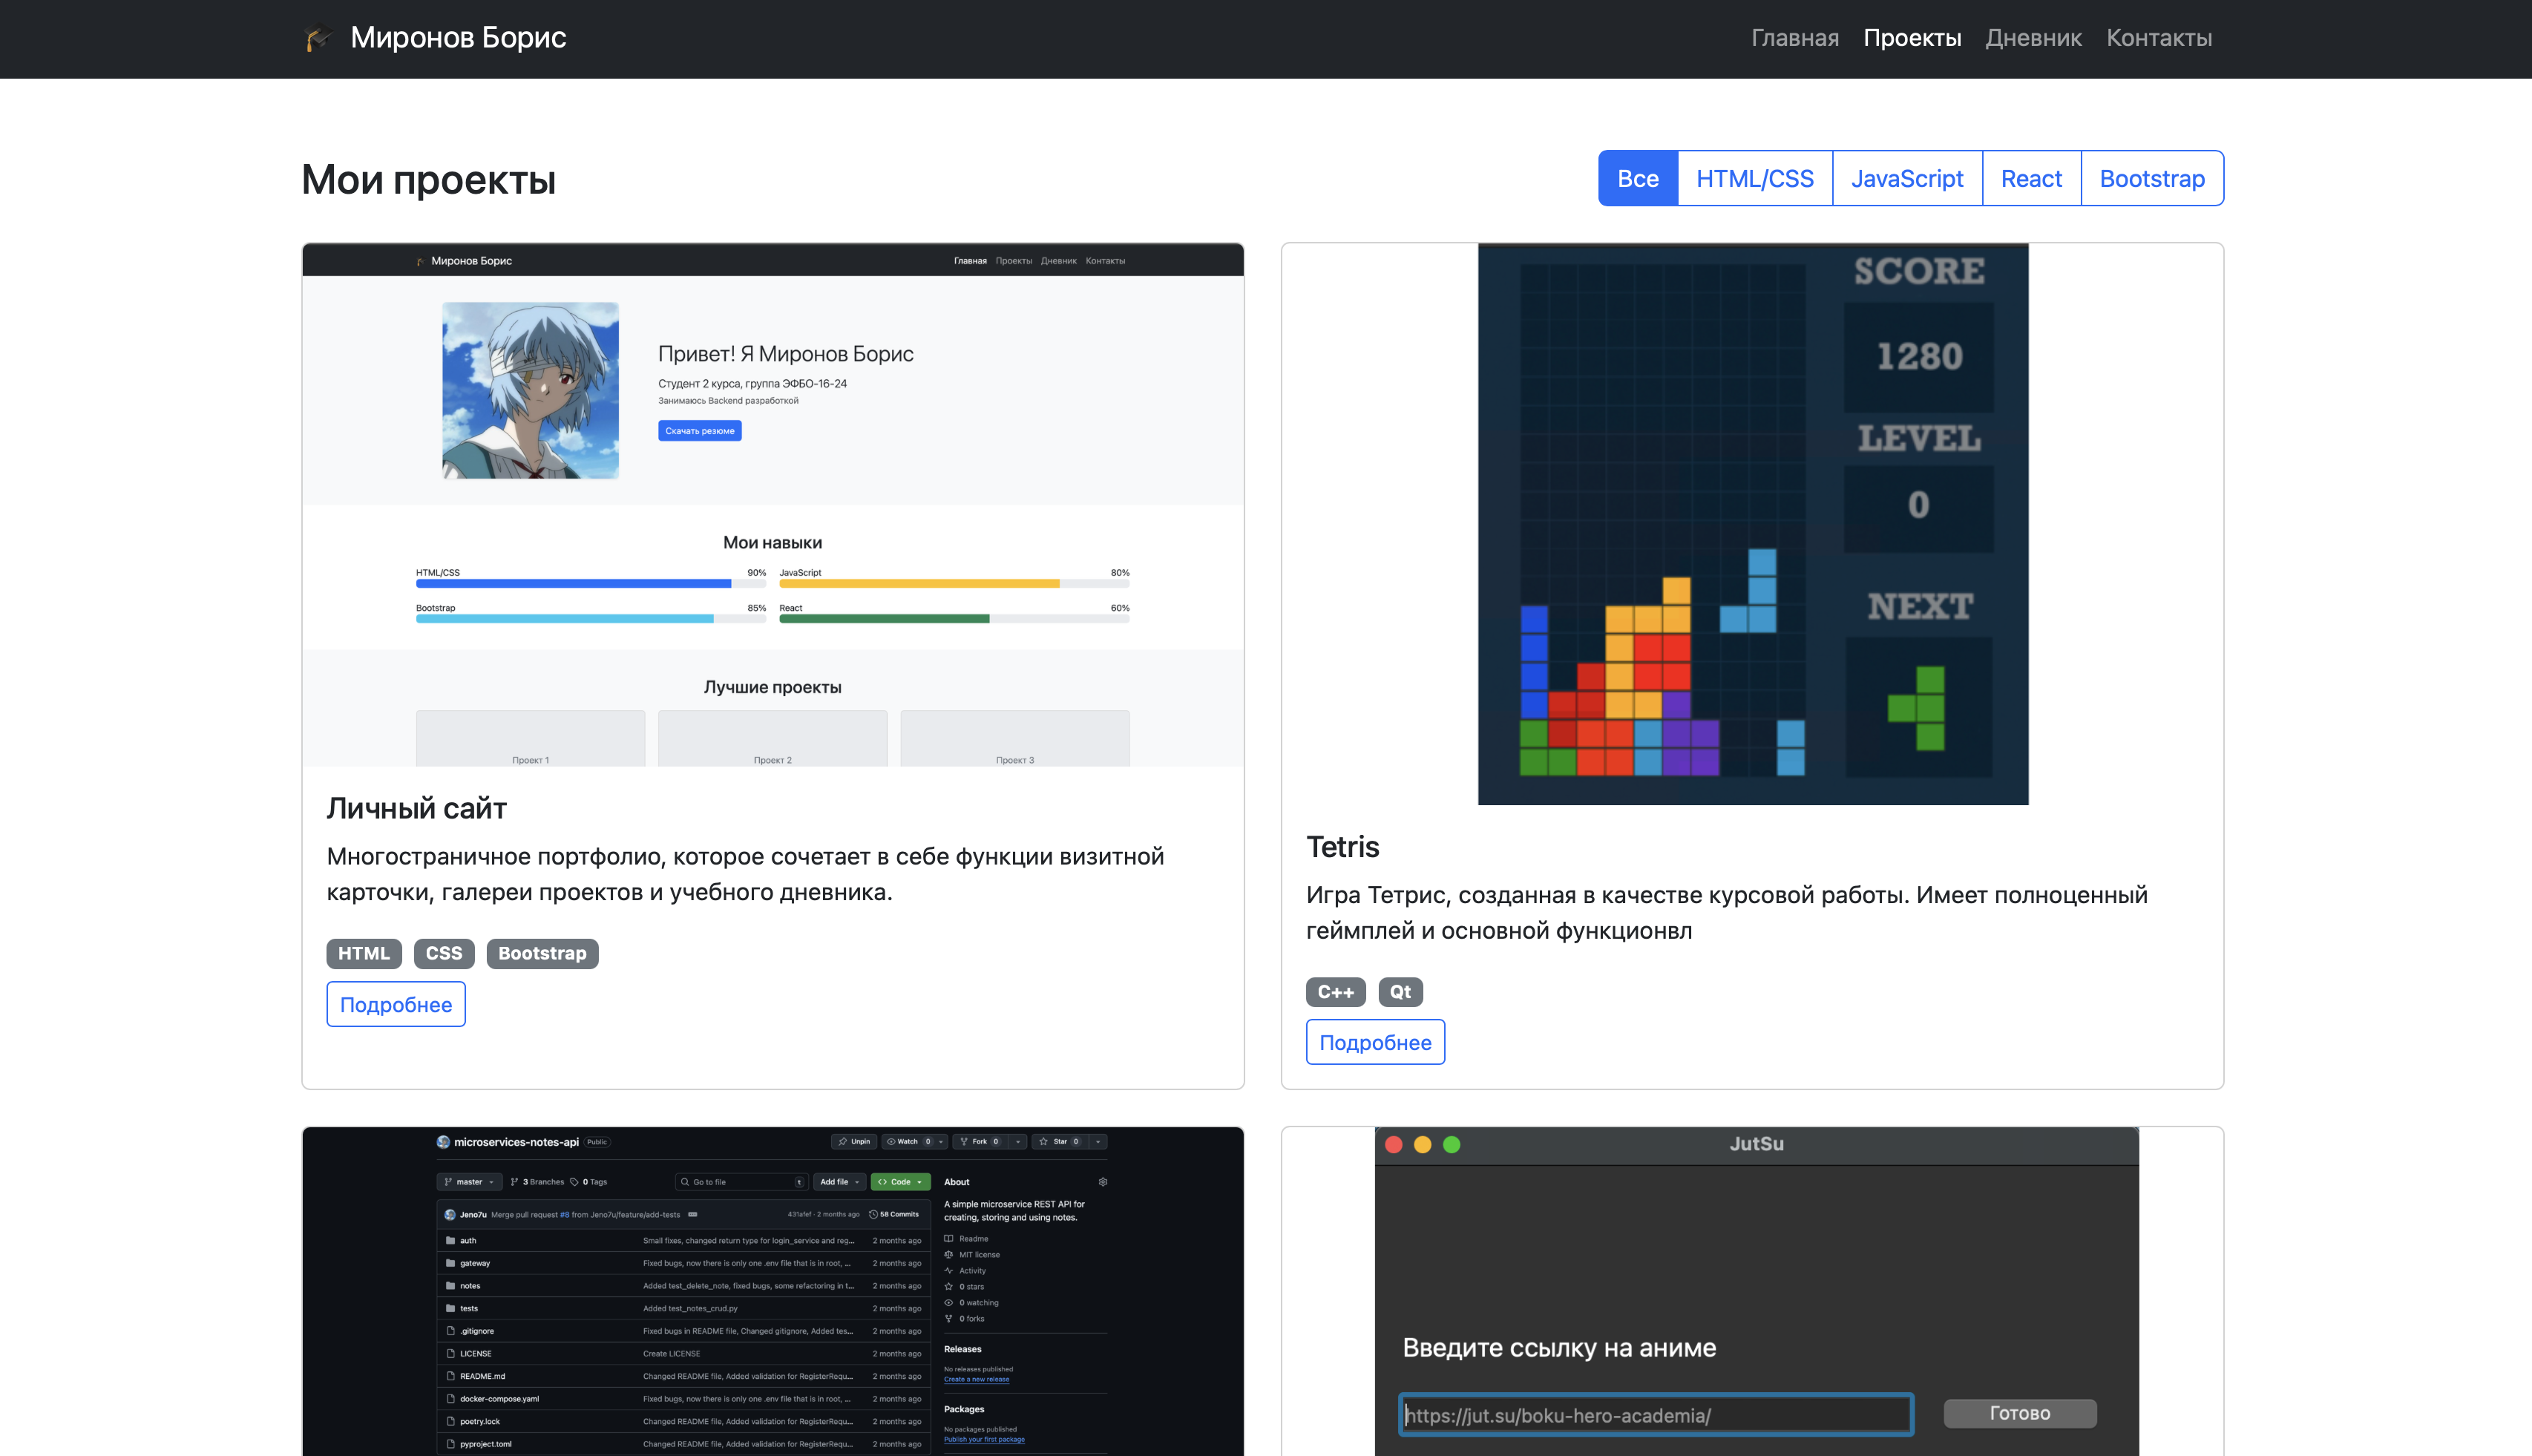 Миронов Борис
Главная Проекты Дневник Контакты
Мои проекты
Все HTML/CSS JavaScript React Bootstrap
Миронов Борис
Главная Проекты Дневник Контакты
Привет! Я Миронов Борис
Студент 2 курса, группа ЭФБО-16-24
Занимаюсь Backend разработкой
Скачать резюме
Мои навыки
HTML/CSS 90% JavaScript 80%
Bootstrap 85% React 60%
Лучшие проекты
Проект 1 Проект 2 Проект 3
Личный сайт
Многостраничное портфолио, которое сочетает в себе функции визитной
карточки, галереи проектов и учебного дневника.
HTML CSS Bootstrap
Подробнее
SCORE
1280
LEVEL
0
NEXT
Tetris
Игра Тетрис, созданная в качестве курсовой работы. Имеет полноценный
геймплей и основной функционвл
C++ Qt
Подробнее
microservices-notes-api Public
Unpin Watch 0 Fork 0 Star 0
master 3 Branches 0 Tags Go to file t Add file Code
Jeno7u Merge pull request #8 from Jeno7u/feature/add-tests 431afef · 2 months ago 58 Commits
auth Small fixes, changed return type for login_service and reg... 2 months ago
gateway Fixed bugs, now there is only one .env file that is in root, ... 2 months ago
notes Added test_delete_note, fixed bugs, some refactoring in t... 2 months ago
tests Added test_notes_crud.py 2 months ago
.gitignore Fixed bugs in README file, Changed gitignore, Added tes... 2 months ago
LICENSE Create LICENSE 2 months ago
README.md Changed README file, Added validation for RegisterRequ... 2 months ago
docker-compose.yaml Fixed bugs, now there is only one .env file that is in root, ... 2 months ago
poetry.lock Changed README file, Added validation for RegisterRequ... 2 months ago
pyproject.toml Changed README file, Added validation for RegisterRequ... 2 months ago
About
A simple microservice REST API for
creating, storing and using notes.
Readme
MIT license
Activity
0 stars
0 watching
0 forks
Releases
No releases published
Create a new release
Packages
No packages published
Publish your first package
JutSu
Введите ссылку на аниме
https://jut.su/boku-hero-academia/
Готово